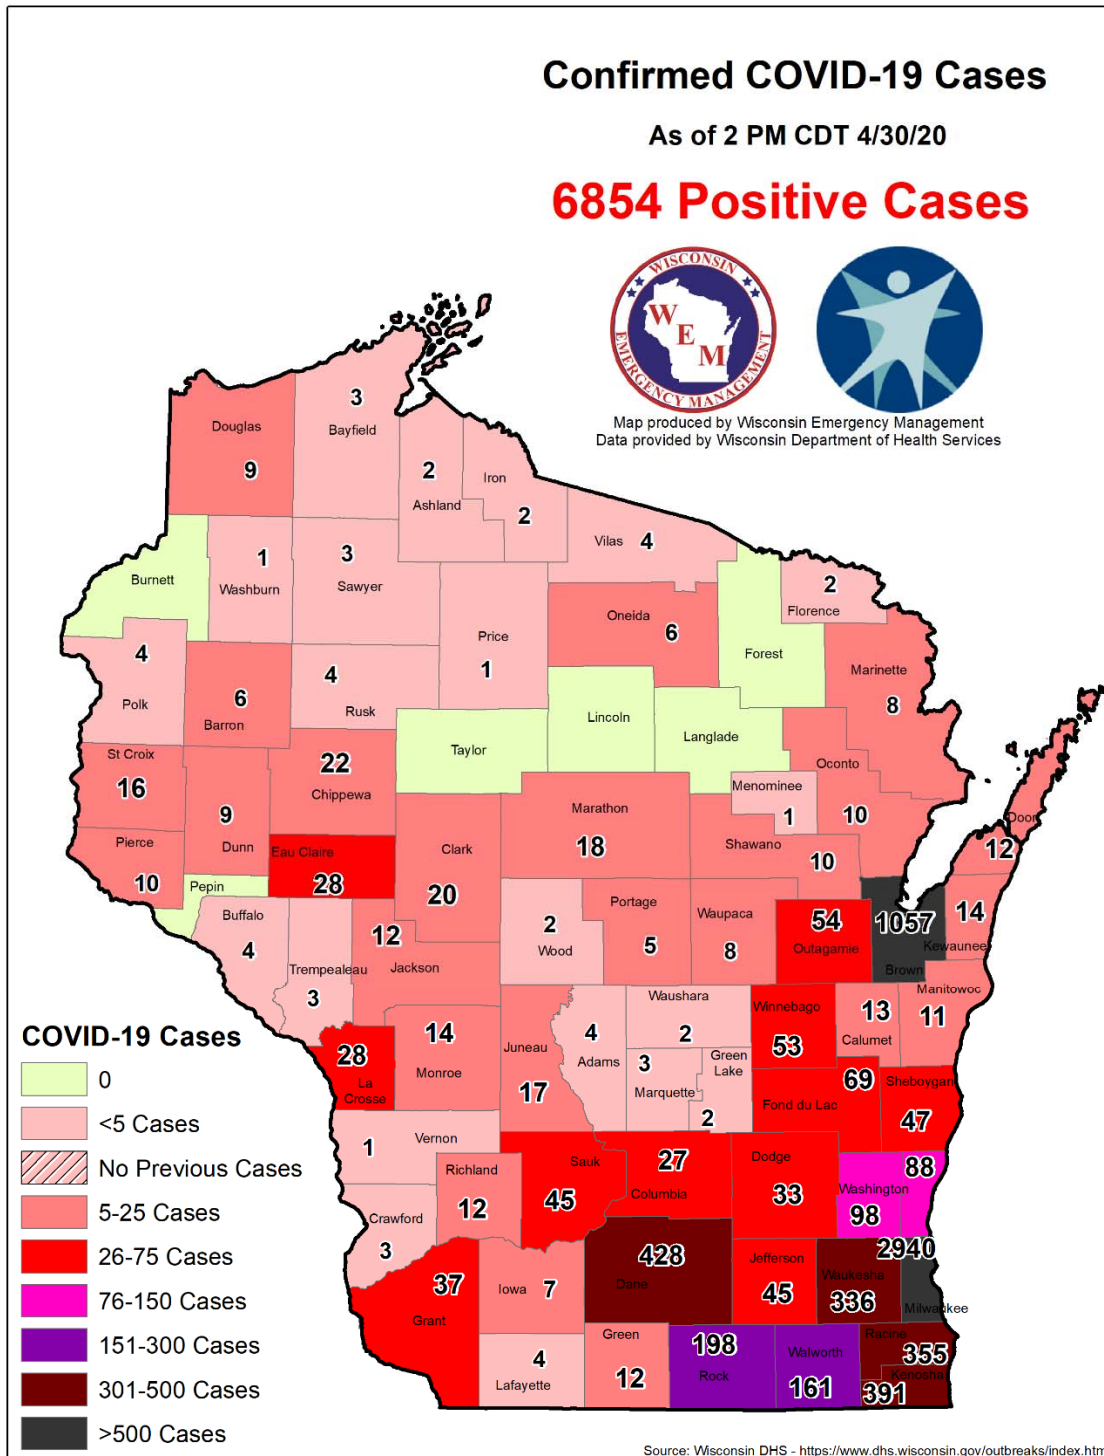 Confirmed COVID-19 Cases
As of 2 PM CDT 4/30/20
6854 Positive Cases
WISCONSIN
WEM
EMERGENCY MANAGEMENT
Map produced by Wisconsin Emergency Management
Data provided by Wisconsin Department of Health Services
Douglas
9
3
Bayfield
2
Ashland
Iron
2
Vilas 4
Burnett
1
Washburn
3
Sawyer
Price
1
Oneida
6
Forest
2
Florence
Marinette
8
4
Polk
6
Barron
4
Rusk
Taylor
Lincoln
Langlade
St Croix
16
22
Chippewa
9
Dunn
Pierce
10
Pepin
Eau Claire
28
Clark
20
Marathon
18
Menominee
1
Oconto
10
Shawano
10
Door
12
Buffalo
4
Trempealeau
3
12
Jackson
2
Wood
Portage
5
Waupaca
8
54
Outagamie
1057
Brown
14
Kewaunee
28
La
Crosse
14
Monroe
Juneau
17
4
Adams
Waushara
2
3
Marquette
Green
Lake
2
Winnebago
53
13
Calumet
Manitowoc
11
69
Fond du Lac
Sheboygan
47
1
Vernon
Richland
12
Sauk
45
27
Columbia
Dodge
33
Washington
98
88
Crawford
3
37
Grant
Iowa
7
428
Dane
Jefferson
45
Waukesha
336
2940
Milwaukee
4
Lafayette
Green
12
198
Rock
Walworth
161
Racine
355
Kenosha
391
COVID-19 Cases
0
<5 Cases
No Previous Cases
5-25 Cases
26-75 Cases
76-150 Cases
151-300 Cases
301-500 Cases
>500 Cases
Source: Wisconsin DHS - https://www.dhs.wisconsin.gov/outbreaks/index.htm